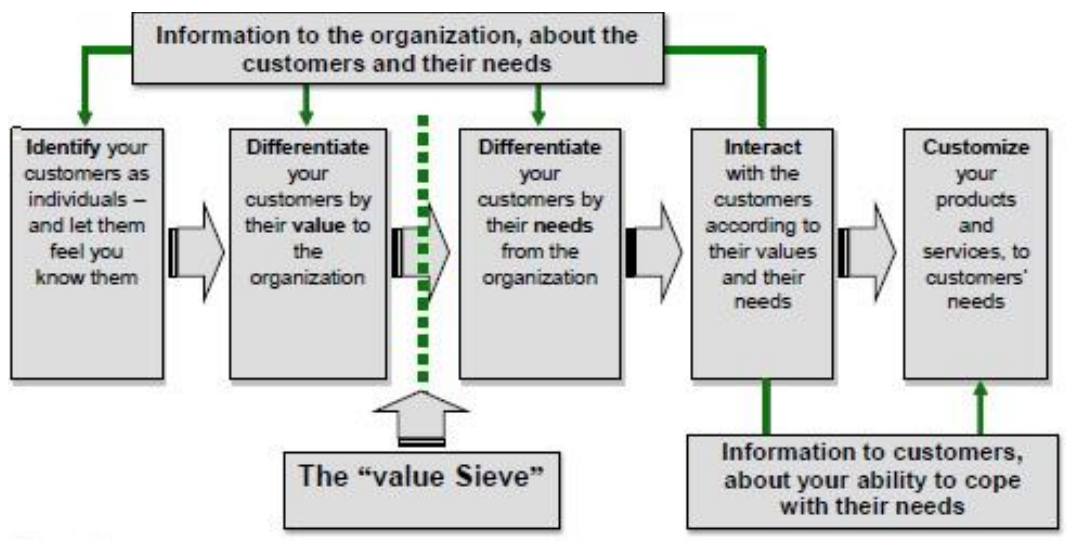 Information to the organization, about the
customers and their needs
Identify your
customers as
individuals –
and let them
feel you
know them
Differentiate
your
customers by
their value to
the
organization
Differentiate
your
customers by
their needs
from the
organization
Interact
with the
customers
according to
their values
and their
needs
Customize
your
products
and
services, to
customers'
needs
The “value Sieve”
Information to customers,
about your ability to cope
with their needs